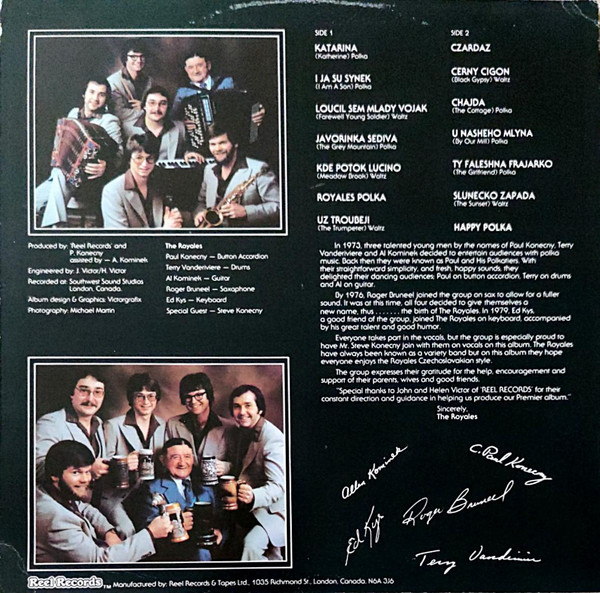 SIDE 1
KATARINA
(Katherine) Polka
I JA SU SYNEK
(I Am A Son) Polka
LOUCIL SEM MLADY VOJAK
(Farewell Young Soldier) Waltz
JAVORINKA SEDIVA
(The Grey Mountain) Polka
KDE POTOK LUCINO
(Meadow Brook) Waltz
ROYALES POLKA
UZ TROUBEJI
(The Trumpeter) Waltz
SIDE 2
CZARDAZ
CERNY CIGON
(Black Gypsy) Waltz
CHAJDA
(The Cottage) Polka
U NASHEHO MLYNA
(By Our Mill) Polka
TY FALESHNA FRAJARKO
(The Girlfriend) Polka
SLUNECKO ZAPADA
(The Sunset) Waltz
HAPPY POLKA
Produced by: 'Reel Records' and
P. Konecny
assisted by — A. Kominek
Engineered by: J. Victor/H. Victor
Recorded at: Southwest Sound Studios
London, Canada.
Album design & Graphics: Victorgrafix
Photography: Michael Martin
The Royales
Paul Konecny — Button Accordion
Terry Vanderiviere — Drums
Al Kominek — Guitar
Roger Bruneel — Saxophone
Ed Kys — Keyboard
Special Guest — Steve Konecny
In 1973, three talented young men by the names of Paul Konecny, Terry
Vanderiviere and Al Kominek decided to entertain audiences with polka
music. Back then they were known as Paul and His Polkatiers. With
their straightforward simplicity, and fresh, happy sounds, they
delighted their dancing audiences; Paul on button accordion, Terry on drums
and Al on guitar.
By 1976, Roger Bruneel joined the group on sax to allow for a fuller
sound. It was at this time, all four decided to give themselves a
new name, thus ....... the birth of The Royales. In 1979, Ed Kys,
a good friend of the group, joined The Royales on keyboard, accompanied
by his great talent and good humor.
Everyone takes part in the vocals, but the group is especially proud to
have Mr. Steve Konecny join with them on vocals on this album. The Royales
have always been known as a variety band but on this album they hope
everyone enjoys the Royales Czechoslovakian style.
The group expresses their gratitude for the help, encouragement and
support of their parents, wives and good friends.
"Special thanks to John and Helen Victor of 'REEL RECORDS' for their
constant direction and guidance in helping us produce our Premier album."
Sincerely,
The Royales
Allen Kominek
C. Paul Konecny
Ed Kys
Roger Bruneel
Terry
Reel Records TM Manufactured by: Reel Records & Tapes Ltd., 1035 Richmond St., London, Canada. N6A 3J6